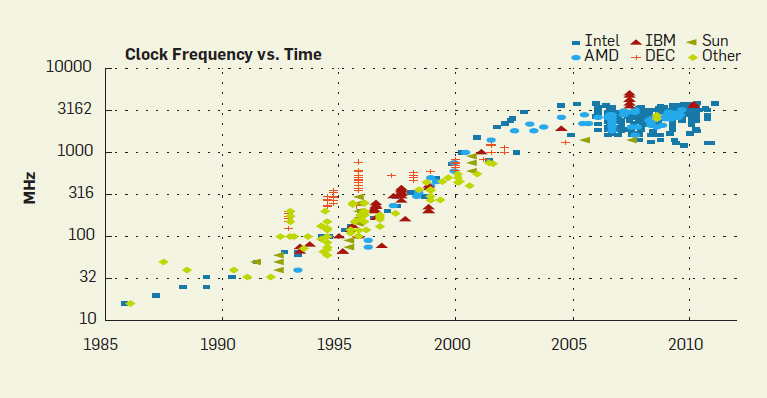 Intel IBM Sun
Clock Frequency vs. Time
AMD DEC Other
10000
3162
1000
316
100
32
10
MHz
1985 1990 1995 2000 2005 2010